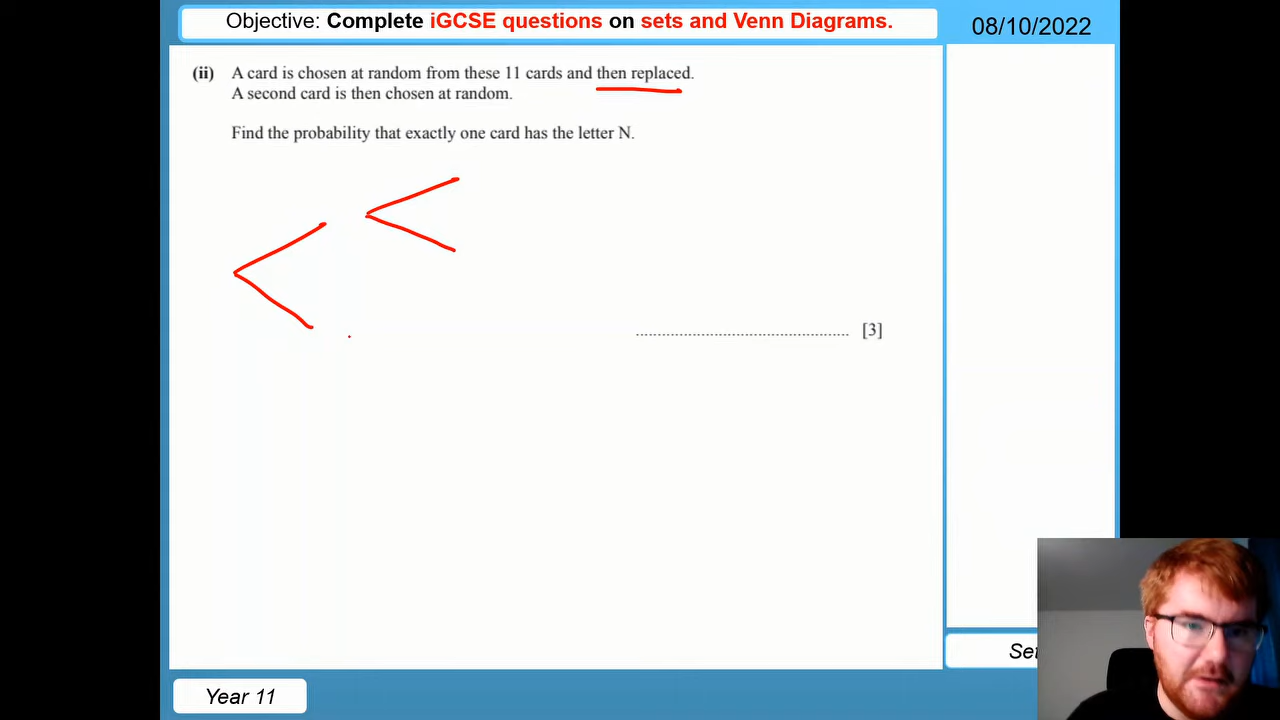 Objective: Complete iGCSE questions on sets and Venn Diagrams.
08/10/2022
(ii) A card is chosen at random from these 11 cards and then replaced.
A second card is then chosen at random.
Find the probability that exactly one card has the letter N.
[3]
Year 11